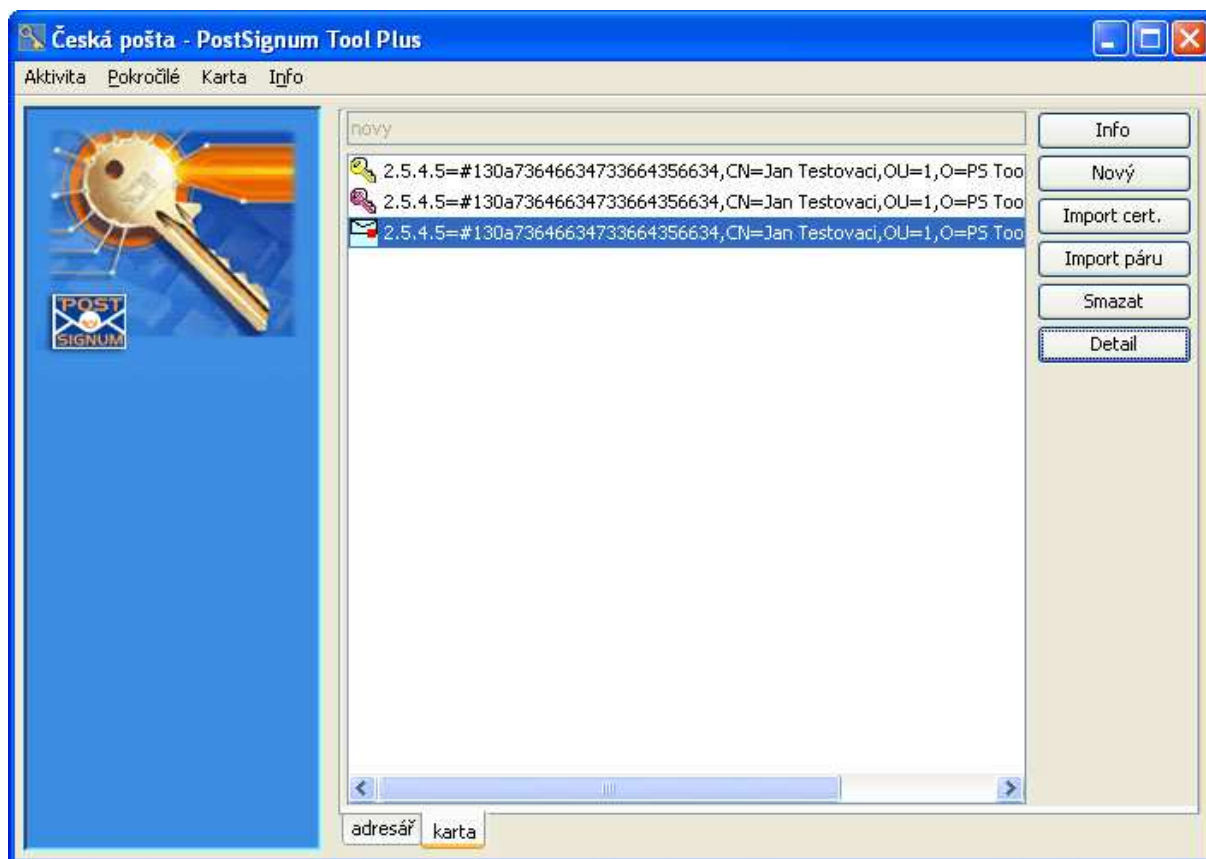 Česká pošta - PostSignum Tool Plus
Aktivita Pokročilé Karta Info
novy
Info
2.5.4.5=#130a73646634733664356634,CN=Jan Testovaci,OU=1,O=PS Too
Nový
2.5.4.5=#130a73646634733664356634,CN=Jan Testovaci,OU=1,O=PS Too
Import cert.
2.5.4.5=#130a73646634733664356634,CN=Jan Testovaci,OU=1,O=PS Too
Import páru
Smazat
Detail
POST
SIGNUM
adresář karta